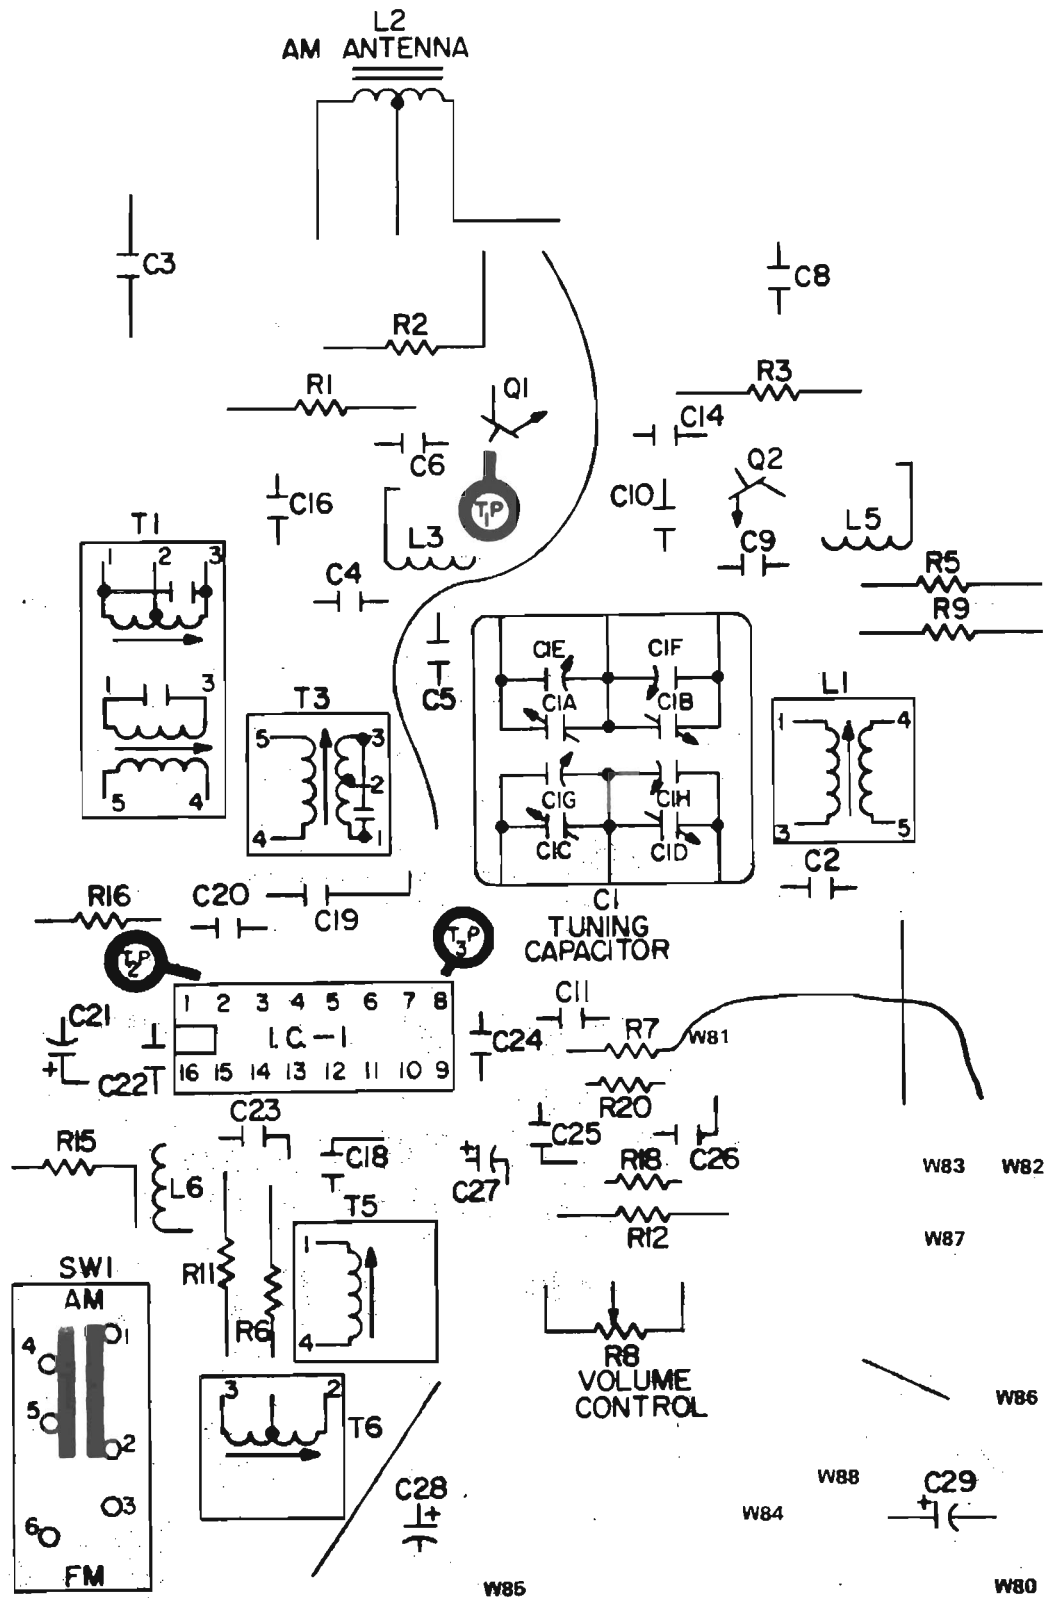 L2
AM ANTENNA
C3
C8
R2
R1
Q1
R3
C14
C6
Q2
C16
C10
TP1
L3
L5
T1
1 2 3
C9
C4
R5
R9
C1E C1F
1 3
C5
C1A C1B
L1
T3
5 3
2
4 1
1 4
3 5
5 4
C1G C1H
C1C C1D
C2
C1
TUNING
CAPACITOR
R16
C20
C19
TP2
TP3
1 2 3 4 5 6 7 8
I.C.-1
16 15 14 13 12 11 10 9
C21
+
C22
C24
C11
R7
W81
R20
C23
C25
C26
R15
C18
+
C27
R18
W83 W82
L6
T5
R12
W87
R11
1
4
SW1
AM
R6
4 1
5 2
3
6
FM
R8
VOLUME
CONTROL
3 2
T6
W86
C28
+
W88
C29
+
W84
W85
W80